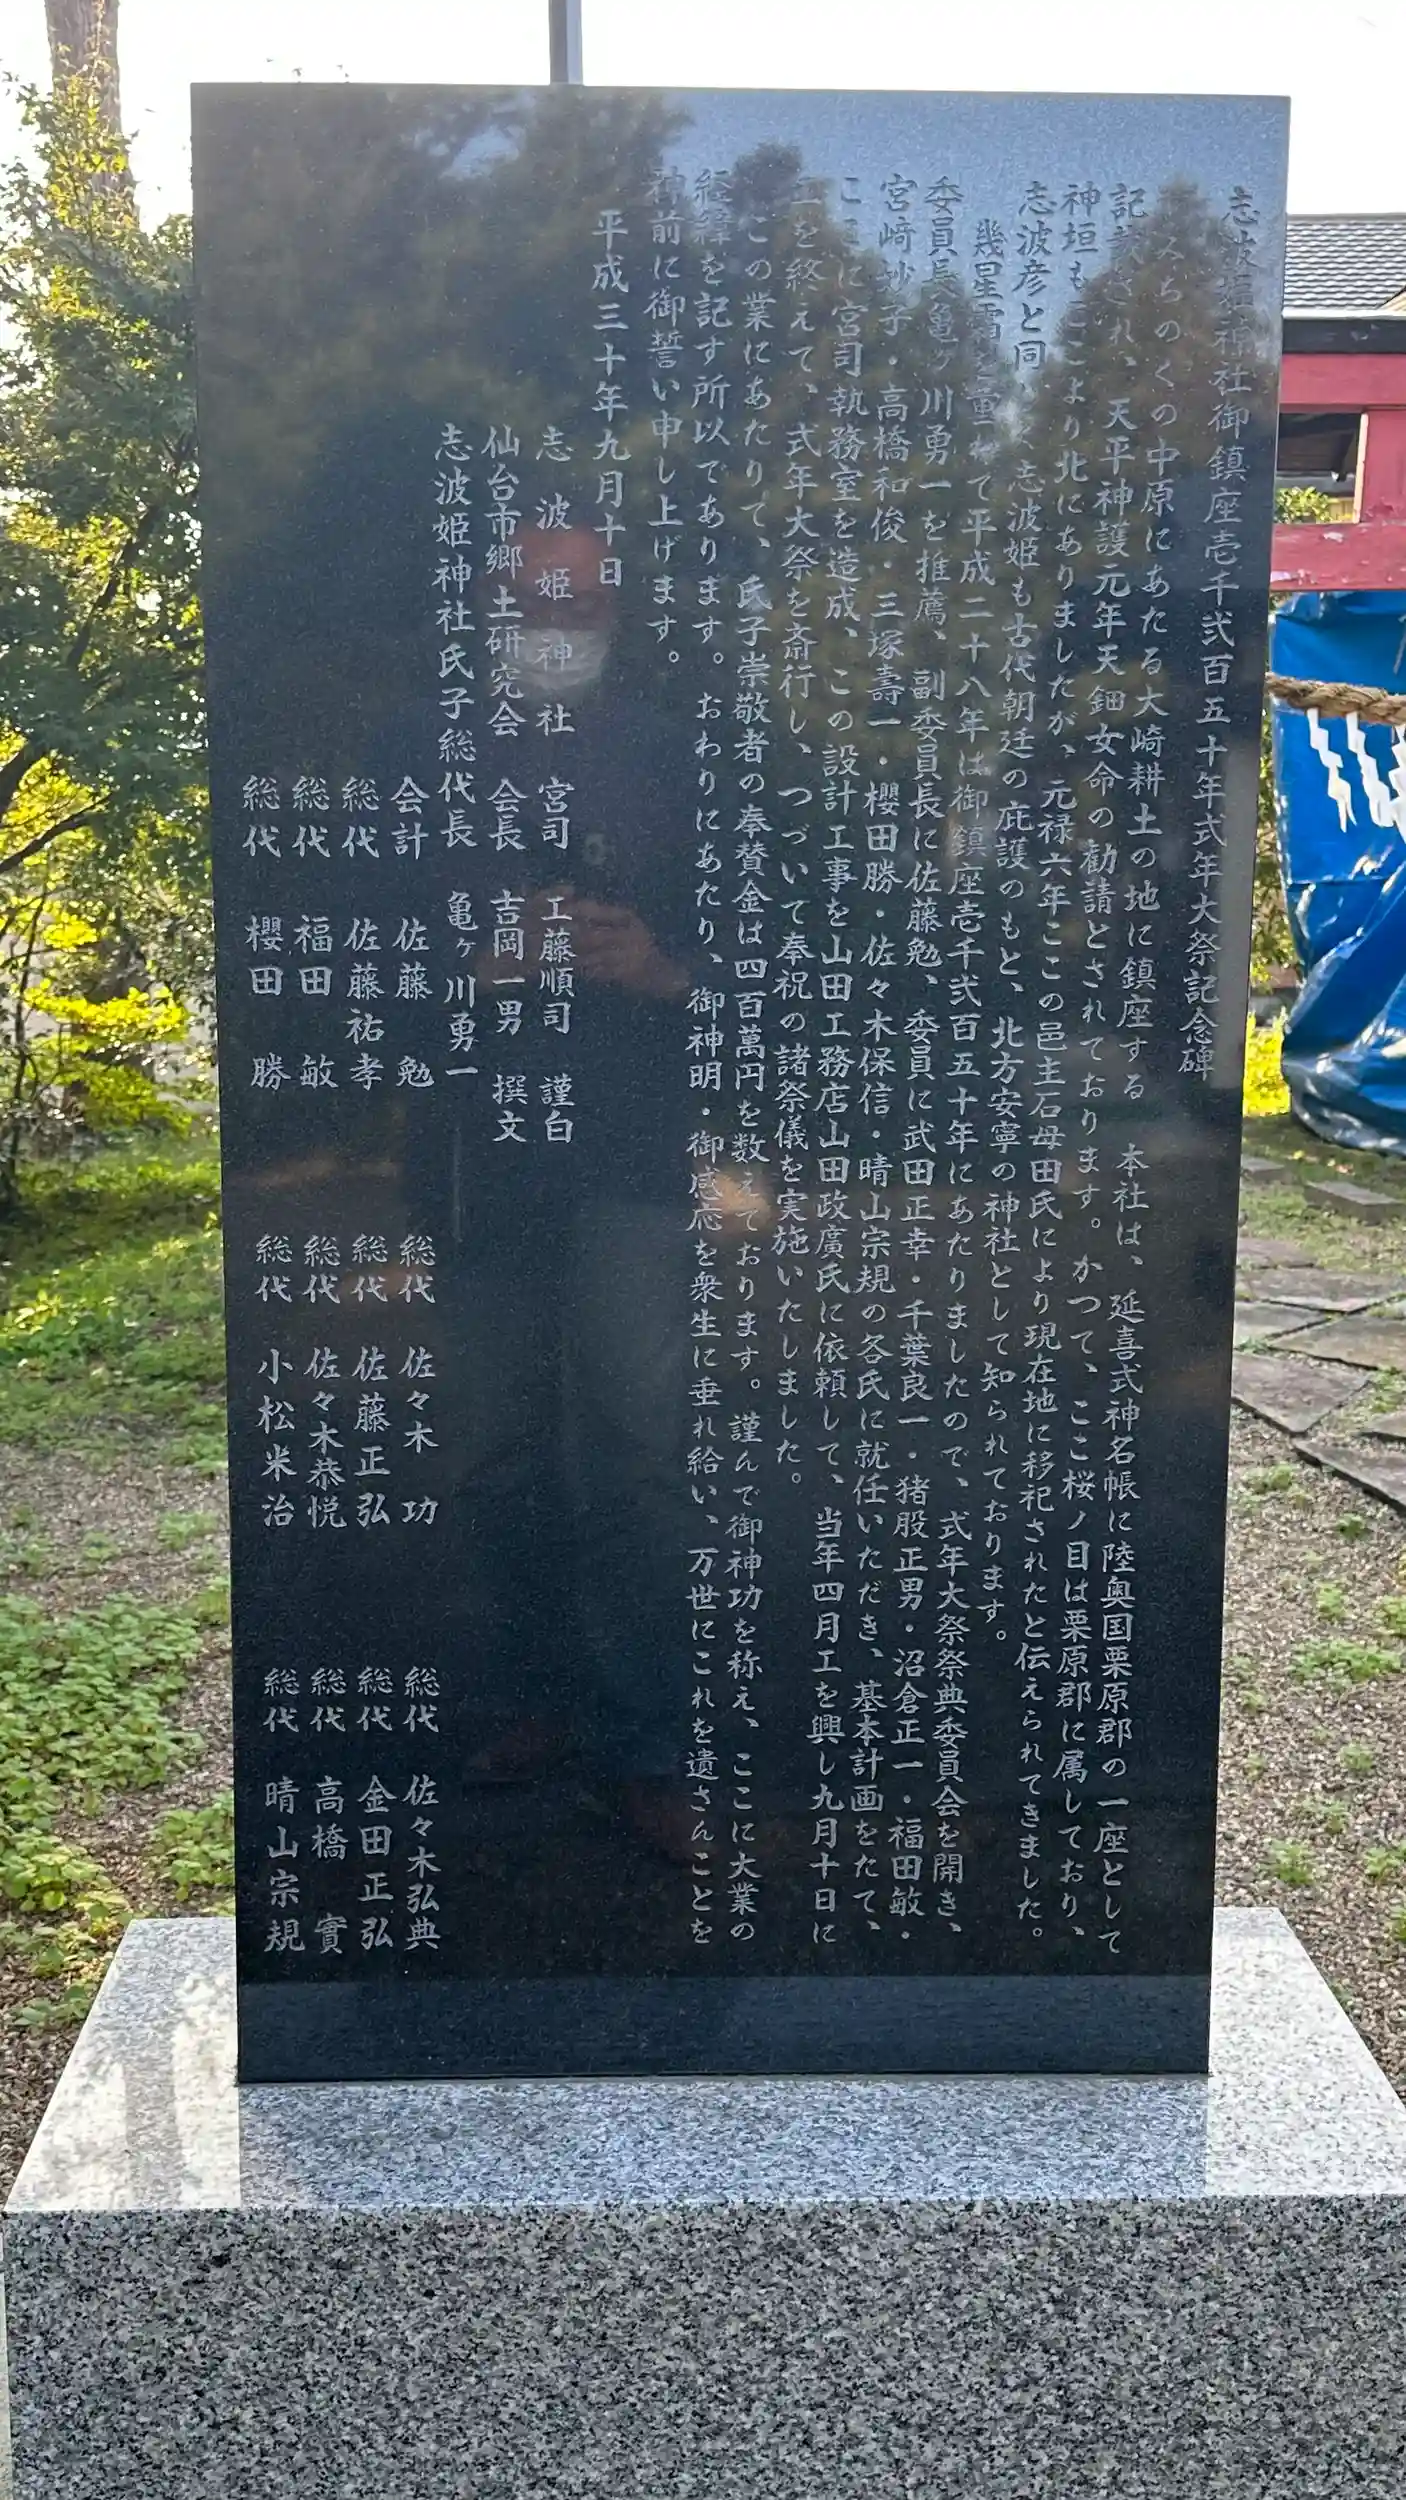 志波姫神社御鎮座壱千弐百五十年式年大祭記念碑
みちのくの中原にあたる大崎耕土の地に鎮座する 本社は、延喜式神名帳に陸奥国栗原郡の一座として
記載され、天平神護元年天鈿女命の勧請とされております。かつて、ここ桜ノ目は栗原郡に属しており、
神垣もここより北にありましたが、元禄六年ここの邑主石母田氏により現在地に移祀されたと伝えられてきました。
志波彦と同じく志波姫も古代朝廷の庇護のもと、北方安寧の神社として知られております。
幾星霜を重ねて平成二十八年は御鎮座壱千弐百五十年にあたりましたので、式年大祭祭典委員会を開き、
委員長亀ヶ川勇一を推薦、副委員長に佐藤勉、委員に武田正幸・千葉良一・猪股正男・沼倉正一・福田敏・
宮﨑妙子・高橋和俊・三塚壽一・櫻田勝・佐々木保信・晴山宗規の各氏に就任いただき、基本計画をたて、
ここに宮司執務室を造成、この設計工事を山田工務店山田政廣氏に依頼して、当年四月工を興し九月十日に
工を終えて、式年大祭を斎行し、つづいて奉祝の諸祭儀を実施いたしました。
この業にあたりて、氏子崇敬者の奉賛金は四百萬円を数えております。謹んで御神功を称え、ここに大業の
経緯を記す所以であります。おわりにあたり、御神明・御感応を衆生に垂れ給い、万世にこれを遺さんことを
神前に御誓い申し上げます。
平成三十年九月十日
志波姫神社 宮司 工藤順司 謹白
仙台市郷土研究会 会長 吉岡一男 撰文
志波姫神社氏子総代長 亀ヶ川勇一
会計 佐藤 勉 総代 佐々木 功 総代 佐々木弘典
総代 佐藤祐孝 総代 佐藤正弘 総代 金田正弘
総代 福田 敏 総代 佐々木恭悦 総代 高橋 實
総代 櫻田 勝 総代 小松米治 総代 晴山宗規